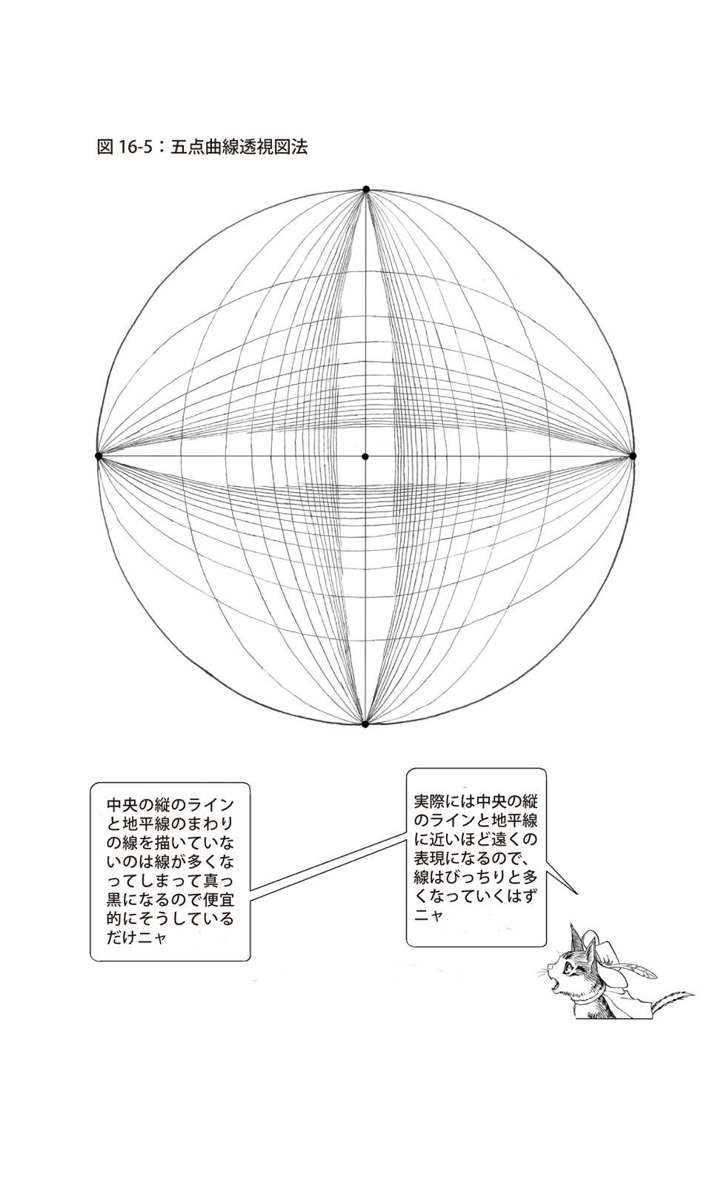 図 16-5：五点曲線透視図法
中央の縦のライン
と地平線のまわり
の線を描いていな
いのは線が多くな
ってしまって真っ
黒になるので便宜
的にそうしている
だけニャ
実際には中央の縦
のラインと地平線
に近いほど遠くの
表現になるので、
線はびっちりと多
くなっていくはず
ニャ